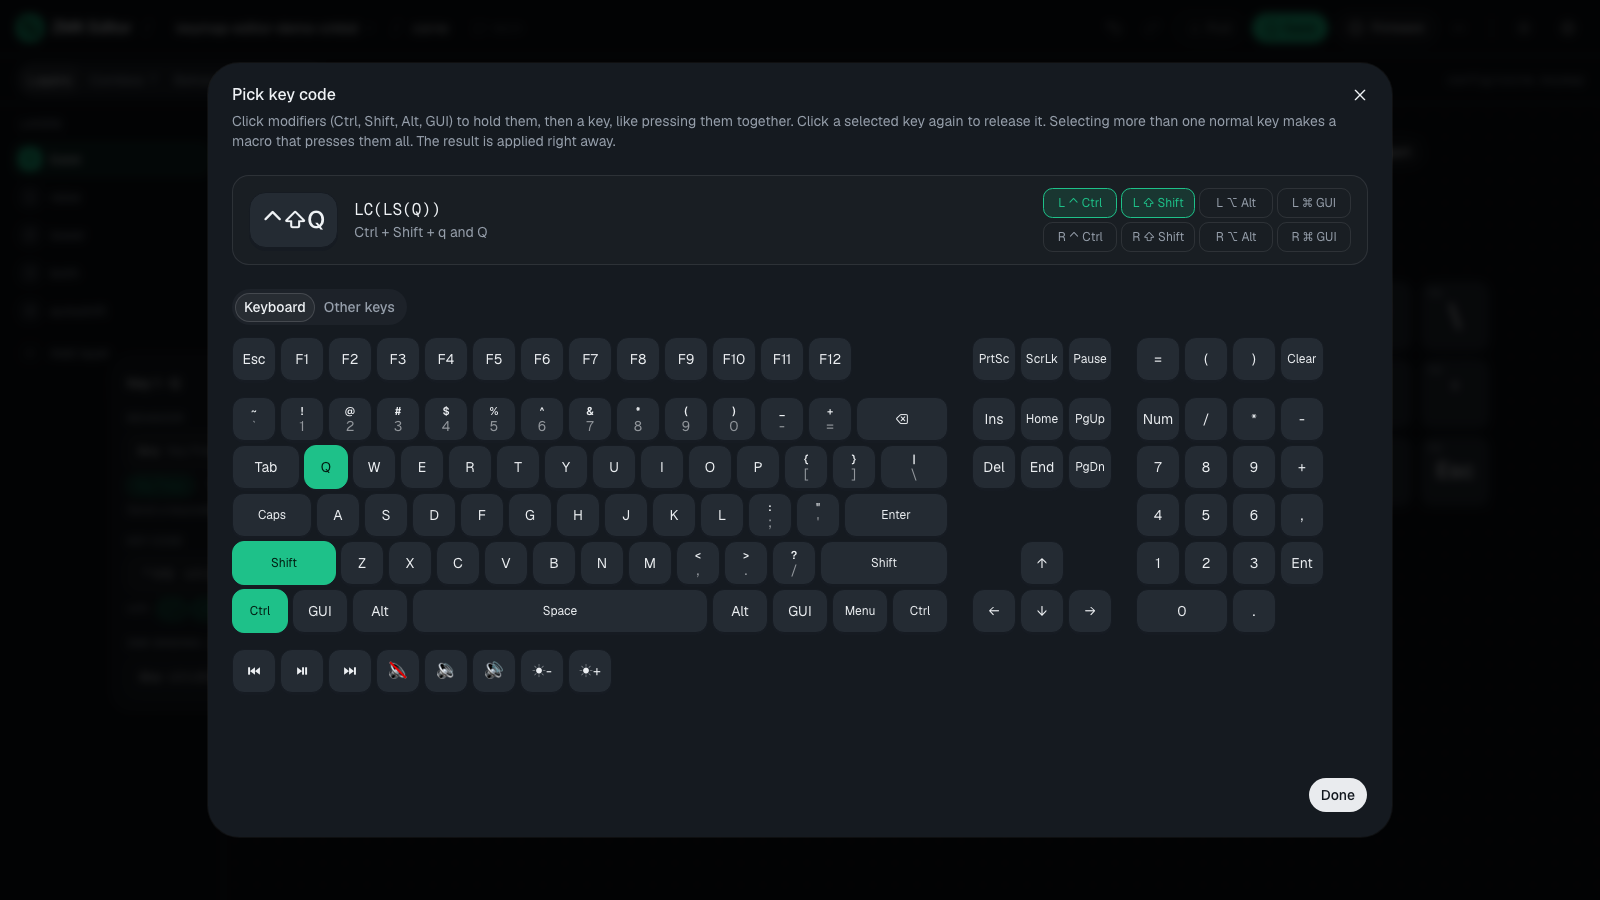 Pick key code
Click modifiers (Ctrl, Shift, Alt, GUI) to hold them, then a key, like pressing them together. Click a selected key again to release it. Selecting more than one normal key makes a
macro that presses them all. The result is applied right away.
^⇧Q
LC(LS(Q))
Ctrl + Shift + q and Q
L ^ Ctrl L ⇧ Shift L ⌥ Alt L ⌘ GUI
R ^ Ctrl R ⇧ Shift R ⌥ Alt R ⌘ GUI
Keyboard Other keys
Esc F1 F2 F3 F4 F5 F6 F7 F8 F9 F10 F11 F12 PrtSc ScrLk Pause = ( ) Clear
~ ! @ # $ % ^ & * ( ) _ +
` 1 2 3 4 5 6 7 8 9 0 - = ⌫ Ins Home PgUp Num / * -
Tab Q W E R T Y U I O P { [ } ] | \ Del End PgDn 7 8 9 +
Caps A S D F G H J K L : ; " ' Enter 4 5 6 ,
Shift Z X C V B N M < , > . ? / Shift ↑ 1 2 3 Ent
Ctrl GUI Alt Space Alt GUI Menu Ctrl ← ↓ → 0 .
⏮ ⏯ ⏭ 🔇 🔉 🔊 ☀- ☀+
Done